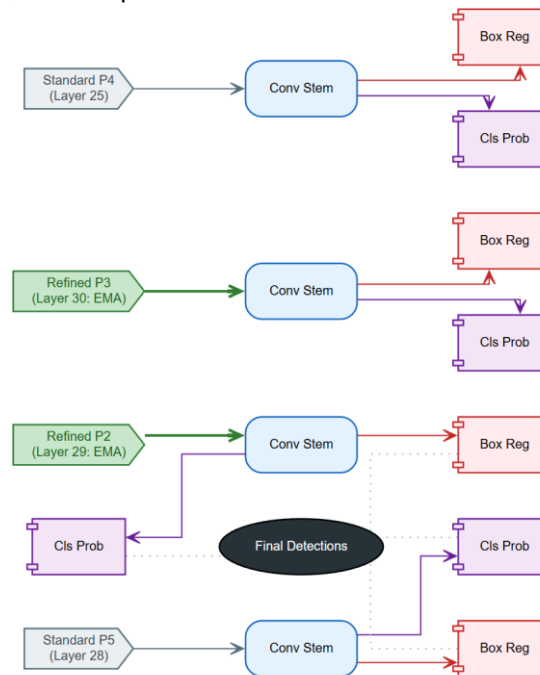 Box Reg
Standard P4
(Layer 25)
Conv Stem
Cls Prob
Box Reg
Refined P3
(Layer 30: EMA)
Conv Stem
Cls Prob
Refined P2
(Layer 29: EMA)
Conv Stem
Box Reg
Cls Prob
Final Detections
Cls Prob
Standard P5
(Layer 28)
Conv Stem
Box Reg